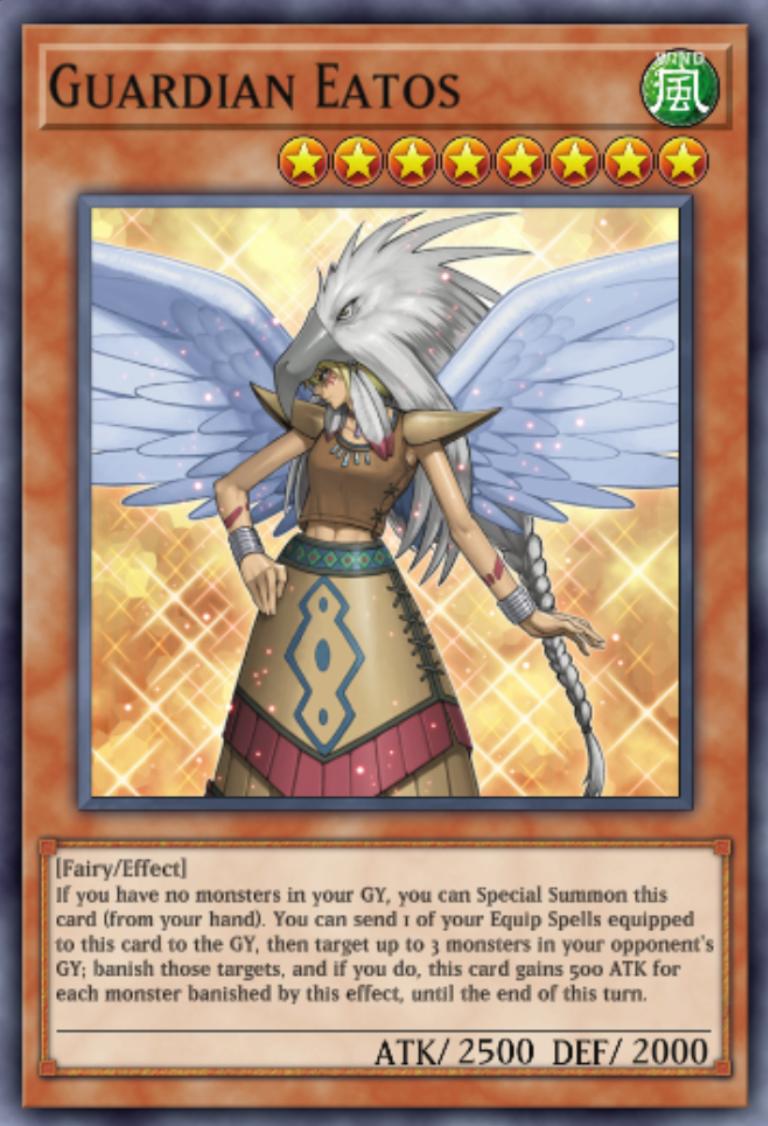 GUARDIAN EATOS
WIND
風
[Fairy/Effect]
If you have no monsters in your GY, you can Special Summon this
card (from your hand). You can send 1 of your Equip Spells equipped
to this card to the GY, then target up to 3 monsters in your opponent's
GY; banish those targets, and if you do, this card gains 500 ATK for
each monster banished by this effect, until the end of this turn.
ATK/ 2500 DEF/ 2000